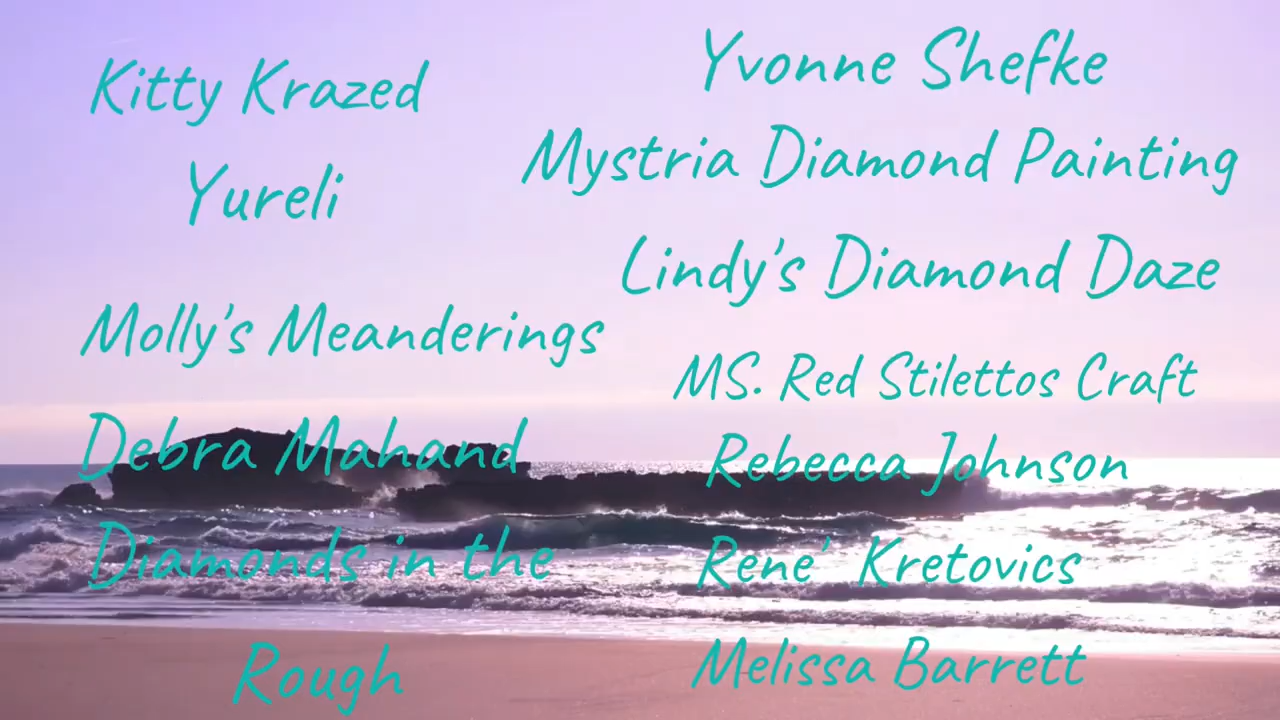 Kitty Krazed
Yureli
Molly's Meanderings
Debra Mahand
Diamonds in the
Rough
Yvonne Shefke
Mystria Diamond Painting
Lindy's Diamond Daze
MS. Red Stilettos Craft
Rebecca Johnson
Rene' Kretovics
Melissa Barrett